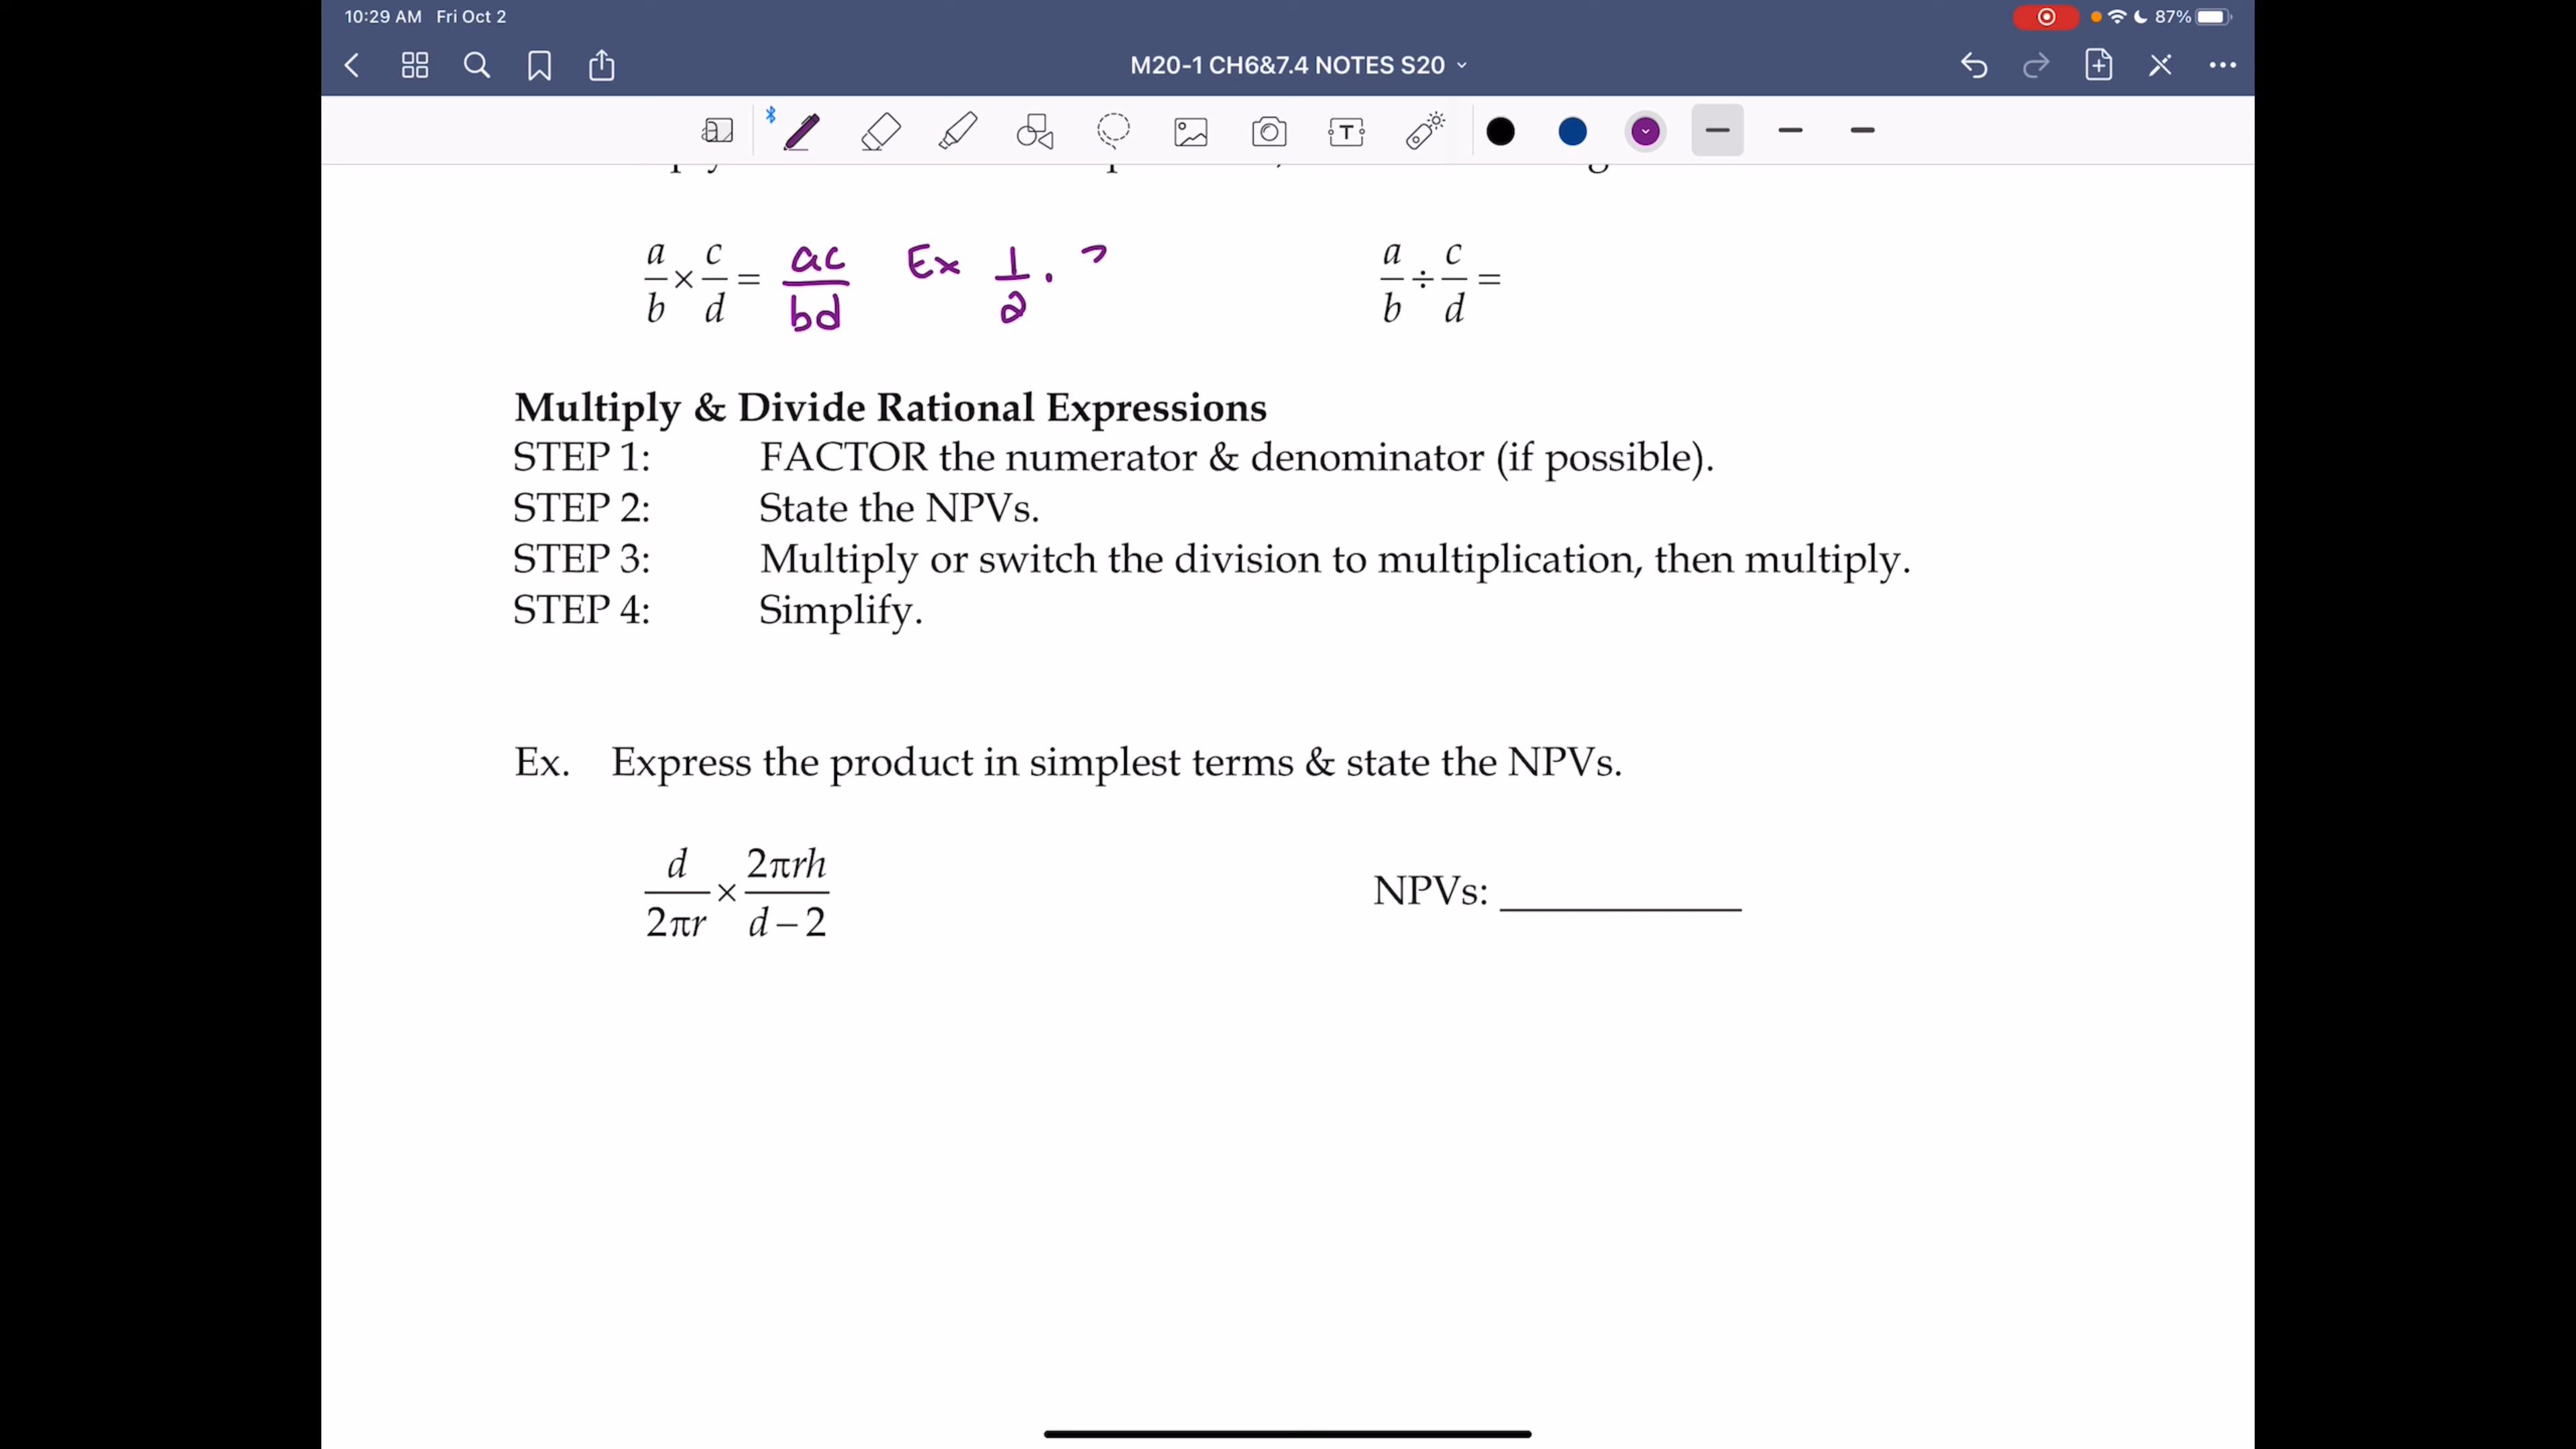 10:29 AM Fri Oct 2 87%
M20-1 CH6&7.4 NOTES S20
a/b × c/d = ac/bd Ex 1/2 · a/b ÷ c/d =
Multiply & Divide Rational Expressions
STEP 1: FACTOR the numerator & denominator (if possible).
STEP 2: State the NPVs.
STEP 3: Multiply or switch the division to multiplication, then multiply.
STEP 4: Simplify.
Ex. Express the product in simplest terms & state the NPVs.
d/2πr × 2πrh/d – 2 NPVs: ____________